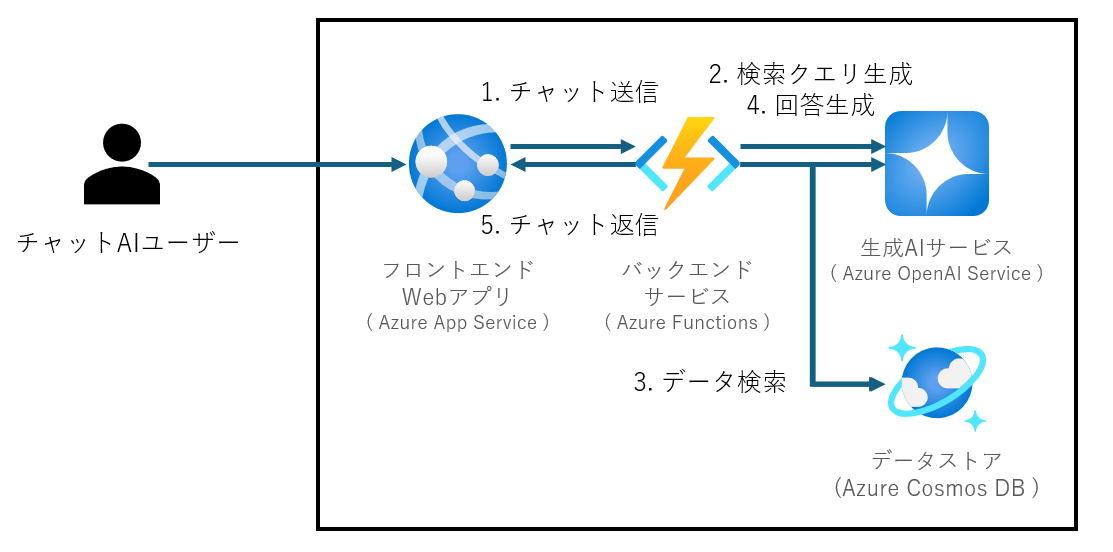 2. 検索クエリ生成
4. 回答生成
1. チャット送信
5. チャット返信
チャットAIユーザー
フロントエンド
Webアプリ
( Azure App Service )
バックエンド
サービス
( Azure Functions )
生成AIサービス
( Azure OpenAI Service )
3. データ検索
データストア
(Azure Cosmos DB )